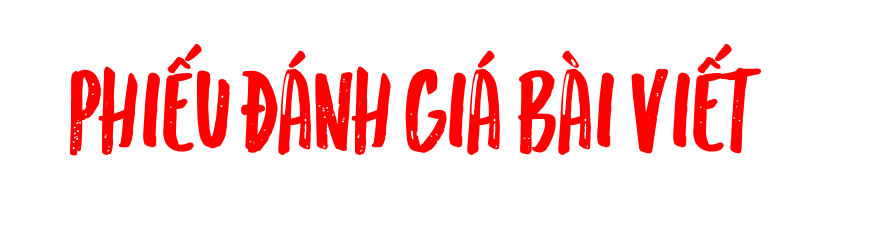 PHIẾU ĐÁNH GIÁ BÀI VIẾT